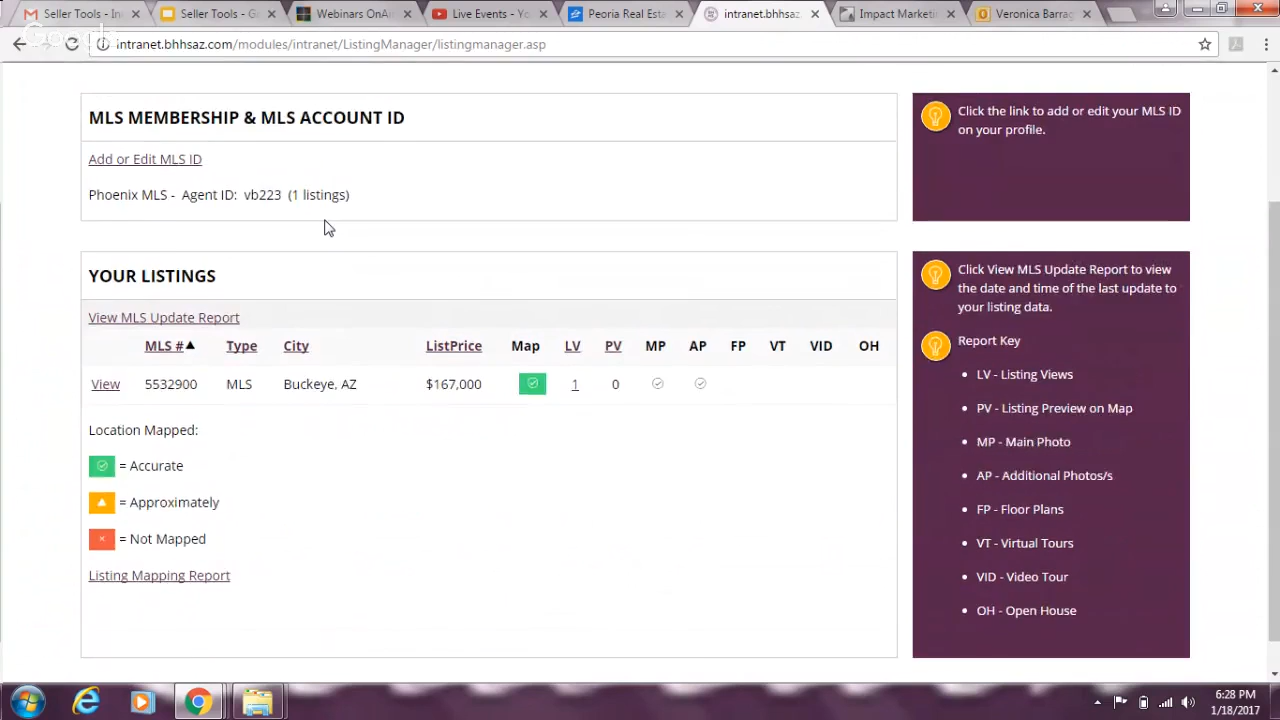 Seller Tools - In
Seller Tools - G
Webinars OnA
Live Events - Yo
Peoria Real Esta
intranet.bhhsaz.
Impact Marketi
Veronica Barrag
intranet.bhhsaz.com/modules/intranet/ListingManager/listingmanager.asp
MLS MEMBERSHIP & MLS ACCOUNT ID
Add or Edit MLS ID
Phoenix MLS - Agent ID: vb223 (1 listings)
Click the link to add or edit your MLS ID
on your profile.
YOUR LISTINGS
View MLS Update Report
MLS # Type City ListPrice Map LV PV MP AP FP VT VID OH
View 5532900 MLS Buckeye, AZ $167,000 1 0
Location Mapped:
= Accurate
= Approximately
= Not Mapped
Listing Mapping Report
Click View MLS Update Report to view
the date and time of the last update to
your listing data.
Report Key
• LV - Listing Views
• PV - Listing Preview on Map
• MP - Main Photo
• AP - Additional Photos/s
• FP - Floor Plans
• VT - Virtual Tours
• VID - Video Tour
• OH - Open House
6:28 PM
1/18/2017